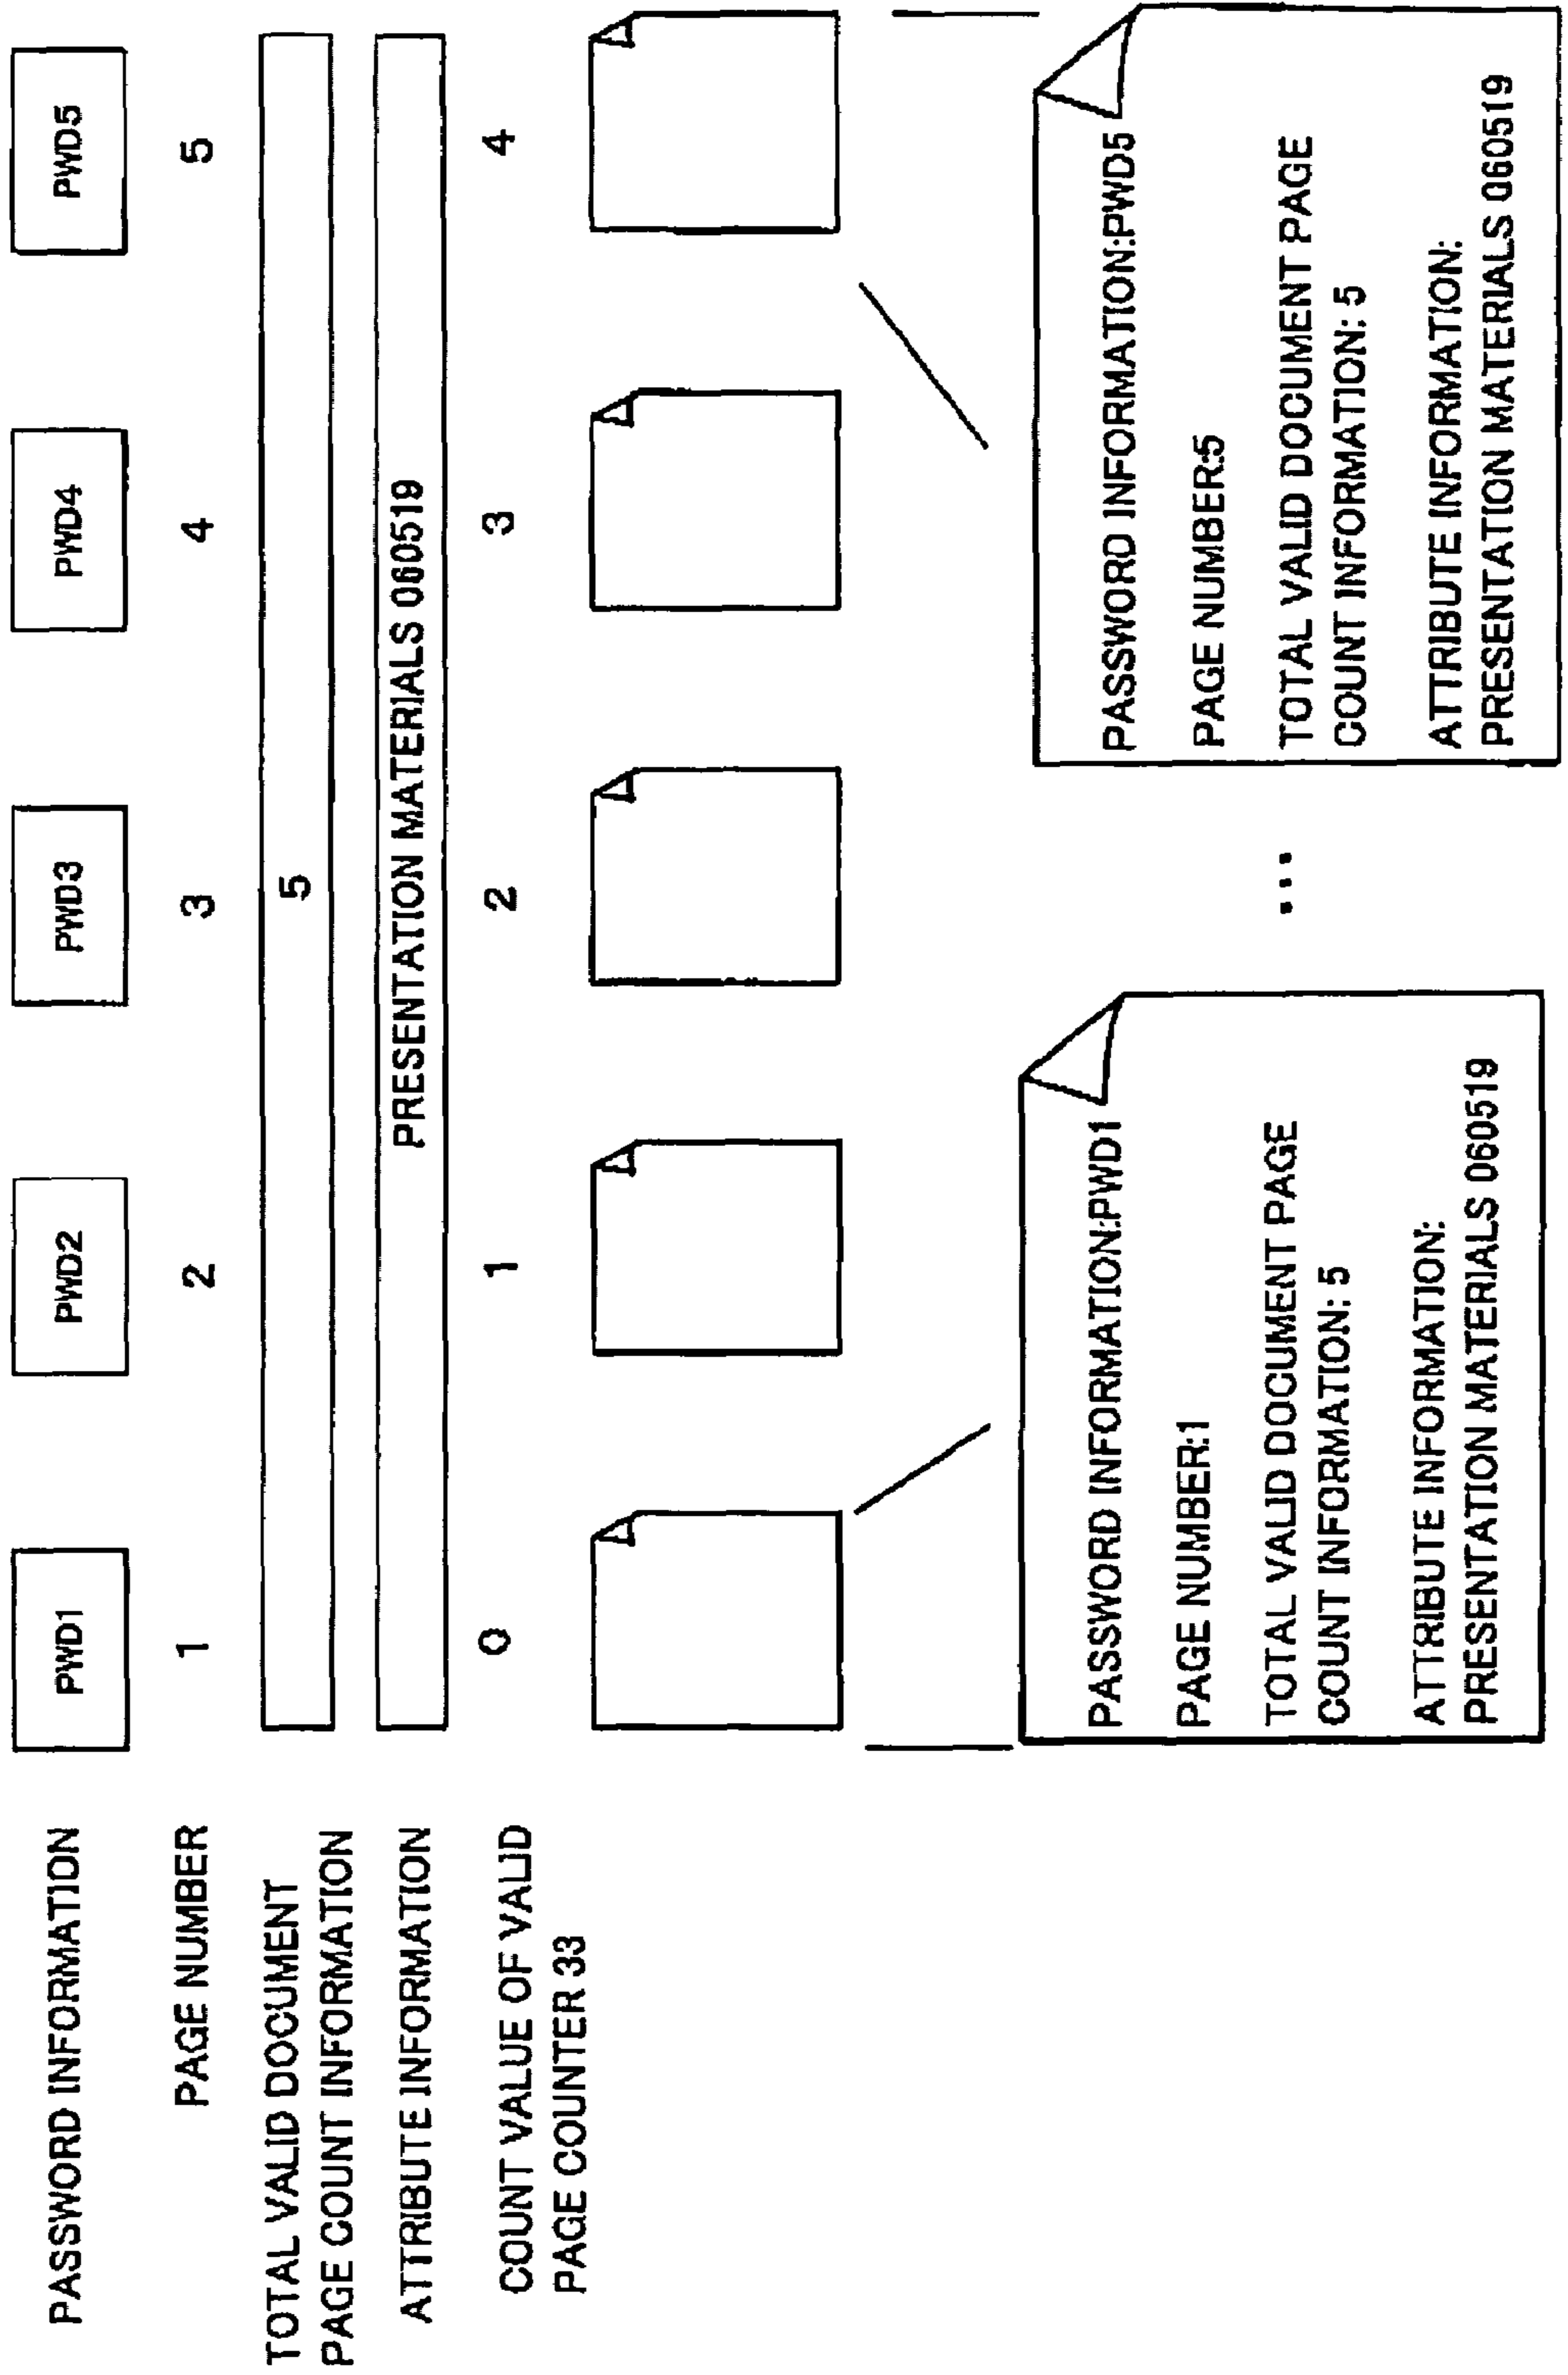 PASSWORD INFORMATION
PWD1 PWD2 PWD3 PWD4 PWD5
PAGE NUMBER
1 2 3 4 5
TOTAL VALID DOCUMENT
PAGE COUNT INFORMATION
5
ATTRIBUTE INFORMATION
PRESENTATION MATERIALS 060519
COUNT VALUE OF VALID
PAGE COUNTER 33
0 1 2 3 4
PASSWORD INFORMATION:PWD1
PAGE NUMBER:1
TOTAL VALID DOCUMENT PAGE
COUNT INFORMATION: 5
ATTRIBUTE INFORMATION:
PRESENTATION MATERIALS 060519
...
PASSWORD INFORMATION:PWD5
PAGE NUMBER:5
TOTAL VALID DOCUMENT PAGE
COUNT INFORMATION: 5
ATTRIBUTE INFORMATION:
PRESENTATION MATERIALS 060519